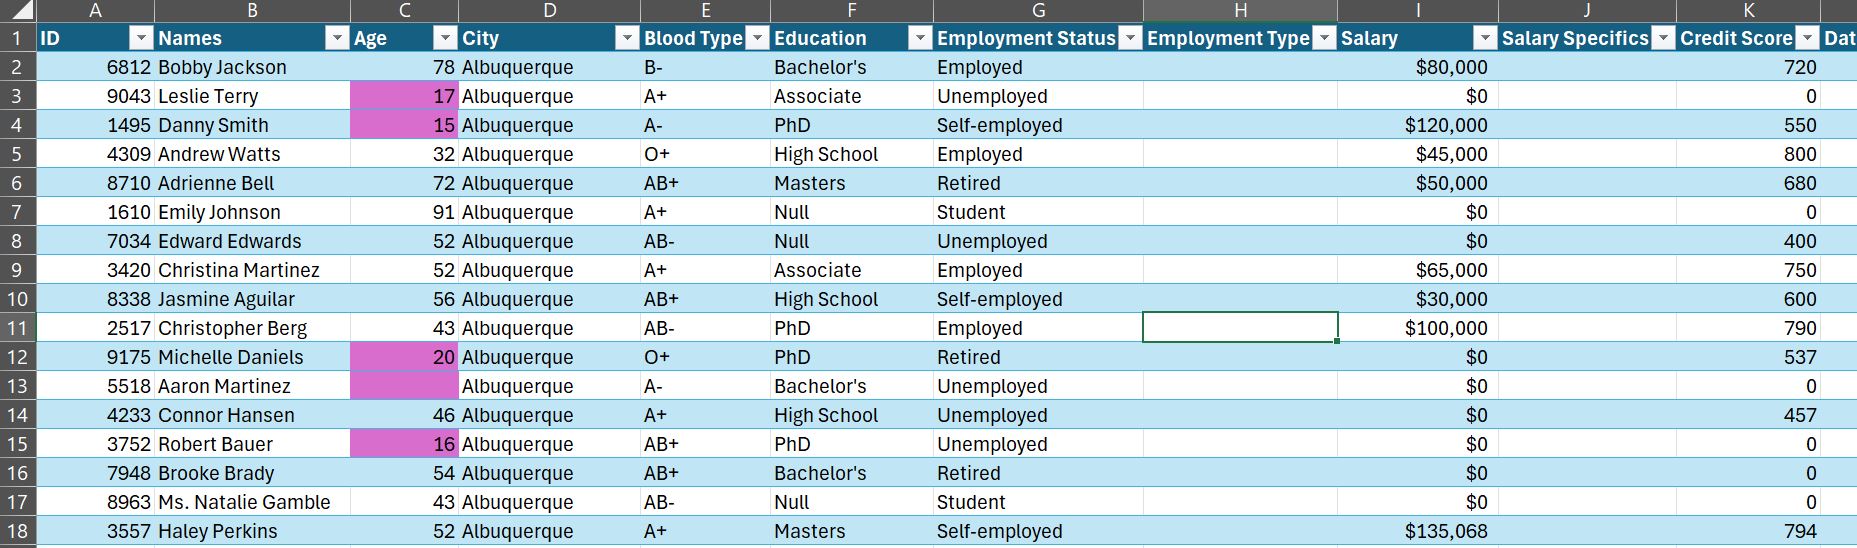 A B C D E F G H I J K
1 ID Names Age City Blood Type Education Employment Status Employment Type Salary Salary Specifics Credit Score Dat
2 6812 Bobby Jackson 78 Albuquerque B- Bachelor's Employed $80,000 720
3 9043 Leslie Terry 17 Albuquerque A+ Associate Unemployed $0 0
4 1495 Danny Smith 15 Albuquerque A- PhD Self-employed $120,000 550
5 4309 Andrew Watts 32 Albuquerque O+ High School Employed $45,000 800
6 8710 Adrienne Bell 72 Albuquerque AB+ Masters Retired $50,000 680
7 1610 Emily Johnson 91 Albuquerque A+ Null Student $0 0
8 7034 Edward Edwards 52 Albuquerque AB- Null Unemployed $0 400
9 3420 Christina Martinez 52 Albuquerque A+ Associate Employed $65,000 750
10 8338 Jasmine Aguilar 56 Albuquerque AB+ High School Self-employed $30,000 600
11 2517 Christopher Berg 43 Albuquerque AB- PhD Employed $100,000 790
12 9175 Michelle Daniels 20 Albuquerque O+ PhD Retired $0 537
13 5518 Aaron Martinez Albuquerque A- Bachelor's Unemployed $0 0
14 4233 Connor Hansen 46 Albuquerque A+ High School Unemployed $0 457
15 3752 Robert Bauer 16 Albuquerque AB+ PhD Unemployed $0 0
16 7948 Brooke Brady 54 Albuquerque AB+ Bachelor's Retired $0 0
17 8963 Ms. Natalie Gamble 43 Albuquerque AB- Null Student $0 0
18 3557 Haley Perkins 52 Albuquerque A+ Masters Self-employed $135,068 794